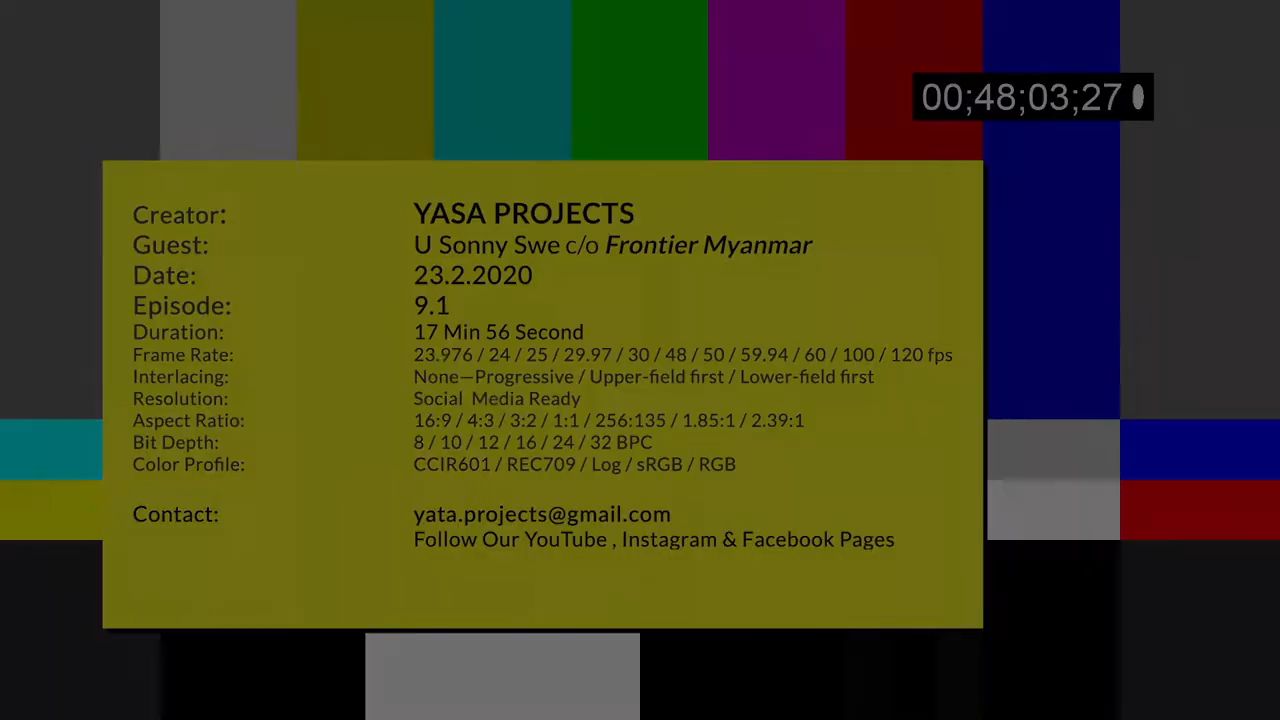 00;48;03;27
Creator: YASA PROJECTS
Guest: U Sonny Swe c/o Frontier Myanmar
Date: 23.2.2020
Episode: 9.1
Duration: 17 Min 56 Second
Frame Rate: 23.976 / 24 / 25 / 29.97 / 30 / 48 / 50 / 59.94 / 60 / 100 / 120 fps
Interlacing: None—Progressive / Upper-field first / Lower-field first
Resolution: Social Media Ready
Aspect Ratio: 16:9 / 4:3 / 3:2 / 1:1 / 256:135 / 1.85:1 / 2.39:1
Bit Depth: 8 / 10 / 12 / 16 / 24 / 32 BPC
Color Profile: CCIR601 / REC709 / Log / sRGB / RGB
Contact: yata.projects@gmail.com
Follow Our YouTube , Instagram & Facebook Pages